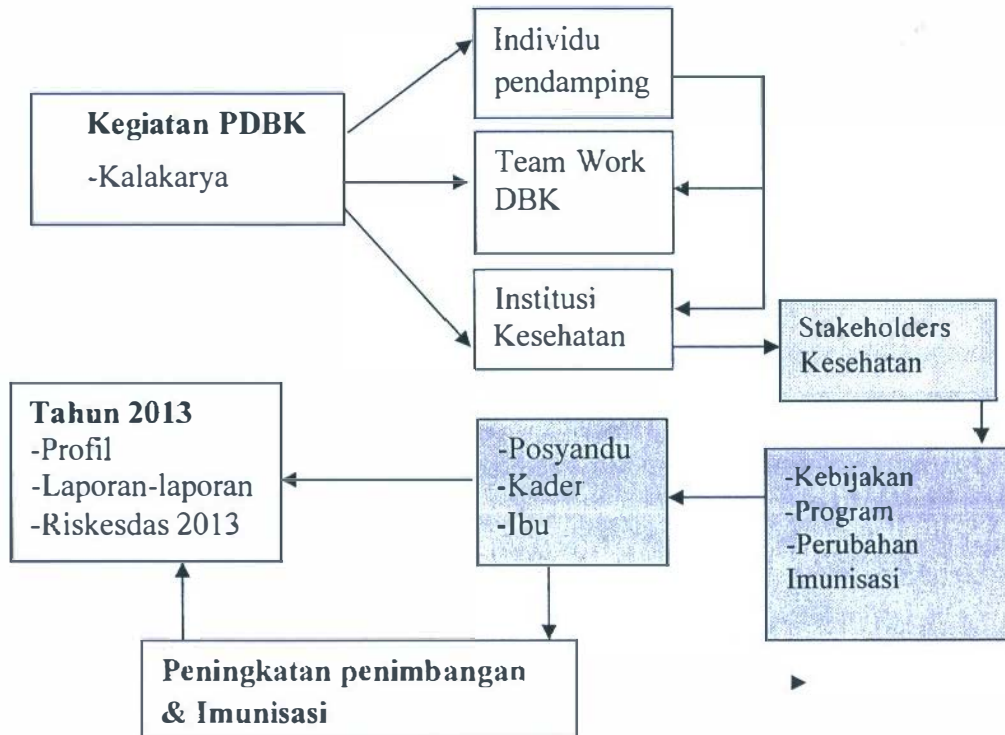 Individu
pendamping
Kegiatan PDBK
-Kalakarya
Team Work
DBK
Institusi
Kesehatan
Stakeholders
Kesehatan
-Kebijakan
-Program
-Perubahan
Imunisasi
-Posyandu
-Kader
-Ibu
Tahun 2013
-Profil
-Laporan-laporan
-Riskesdas 2013
Peningkatan penimbangan
& Imunisasi